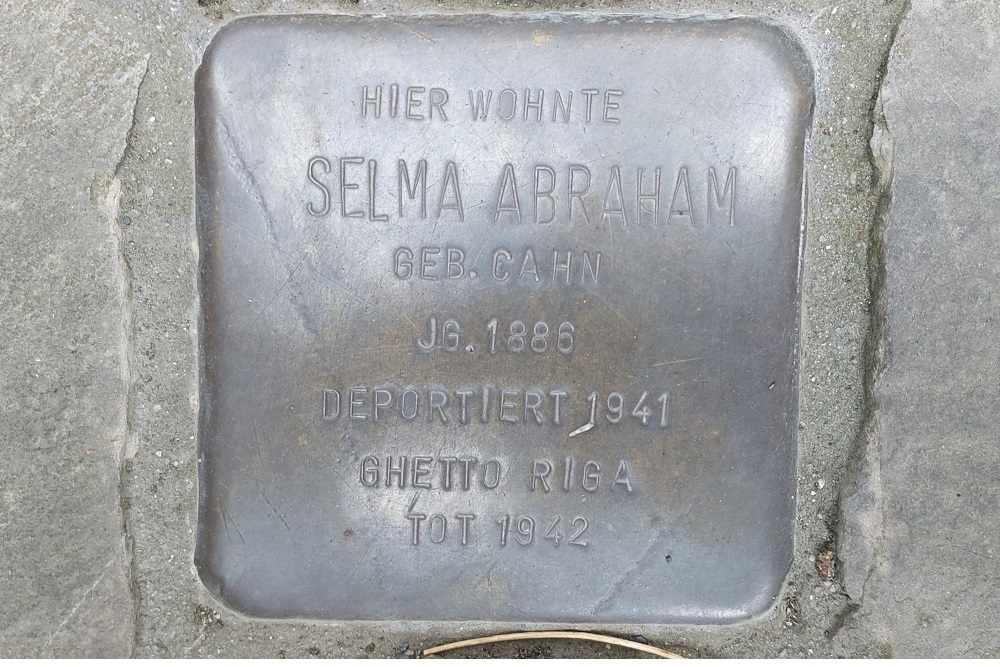 HIER WOHNTE
SELMA ABRAHAM
GEB. CAHN
JG. 1886
DEPORTIERT 1941
GHETTO RIGA
TOT 1942